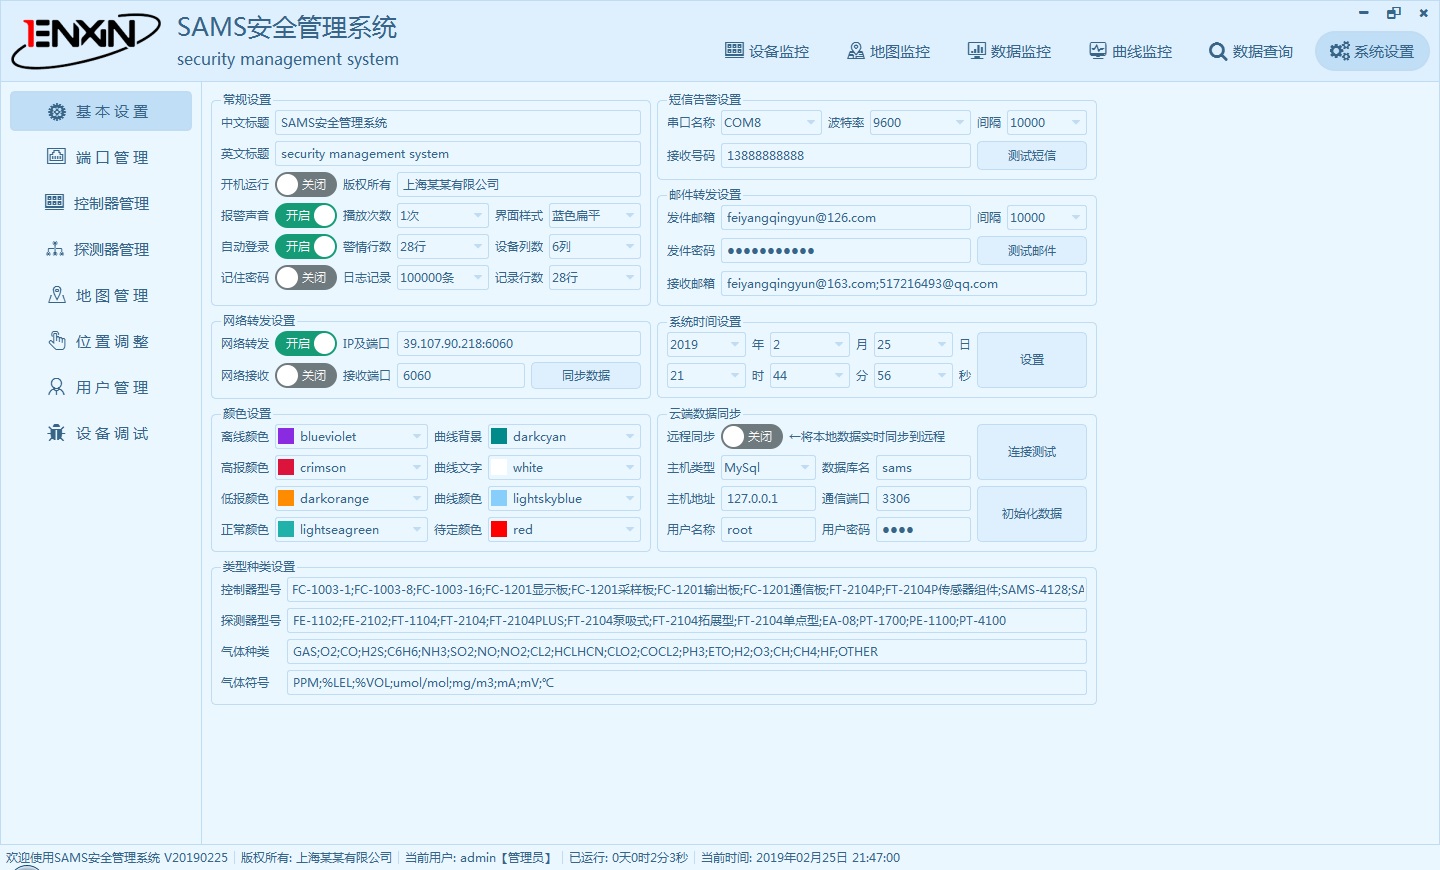 1ENXIN
SAMS安全管理系统
security management system
设备监控 地图监控 数据监控 曲线监控 数据查询 系统设置
基本设置
端口管理
控制器管理
探测器管理
地图管理
位置调整
用户管理
设备调试
常规设置
中文标题 SAMS安全管理系统
英文标题 security management system
开机运行 关闭 版权所有 上海某某有限公司
报警声音 开启 播放次数 1次 界面样式 蓝色扁平
自动登录 开启 警情行数 28行 设备列数 6列
记住密码 关闭 日志记录 100000条 记录行数 28行
网络转发设置
网络转发 开启 IP及端口 39.107.90.218:6060
网络接收 关闭 接收端口 6060 同步数据
颜色设置
离线颜色 blueviolet 曲线背景 darkcyan
高报颜色 crimson 曲线文字 white
低报颜色 darkorange 曲线颜色 lightskyblue
正常颜色 lightseagreen 待定颜色 red
短信告警设置
串口名称 COM8 波特率 9600 间隔 10000
接收号码 13888888888 测试短信
邮件转发设置
发件邮箱 feiyangqingyun@126.com 间隔 10000
发件密码 ●●●●●●●●●●● 测试邮件
接收邮箱 feiyangqingyun@163.com;517216493@qq.com
系统时间设置
2019 年 2 月 25 日
21 时 44 分 56 秒
设置
云端数据同步
远程同步 关闭 ←将本地数据实时同步到远程
主机类型 MySql 数据库名 sams
连接测试
主机地址 127.0.0.1 通信端口 3306
用户名称 root 用户密码 ●●●●
初始化数据
类型种类设置
控制器型号 FC-1003-1;FC-1003-8;FC-1003-16;FC-1201显示板;FC-1201采样板;FC-1201输出板;FC-1201通信板;FT-2104P;FT-2104P传感器组件;SAMS-4128;SA
探测器型号 FE-1102;FE-2102;FT-1104;FT-2104;FT-2104PLUS;FT-2104泵吸式;FT-2104拓展型;FT-2104单点型;EA-08;PT-1700;PE-1100;PT-4100
气体种类 GAS;O2;CO;H2S;C6H6;NH3;SO2;NO;NO2;CL2;HCLHCN;CLO2;COCL2;PH3;ETO;H2;O3;CH;CH4;HF;OTHER
气体符号 PPM;%LEL;%VOL;umol/mol;mg/m3;mA;mV;℃
欢迎使用SAMS安全管理系统 V20190225 版权所有: 上海某某有限公司 当前用户: admin【管理员】 已运行: 0天0时2分3秒 当前时间: 2019年02月25日 21:47:00